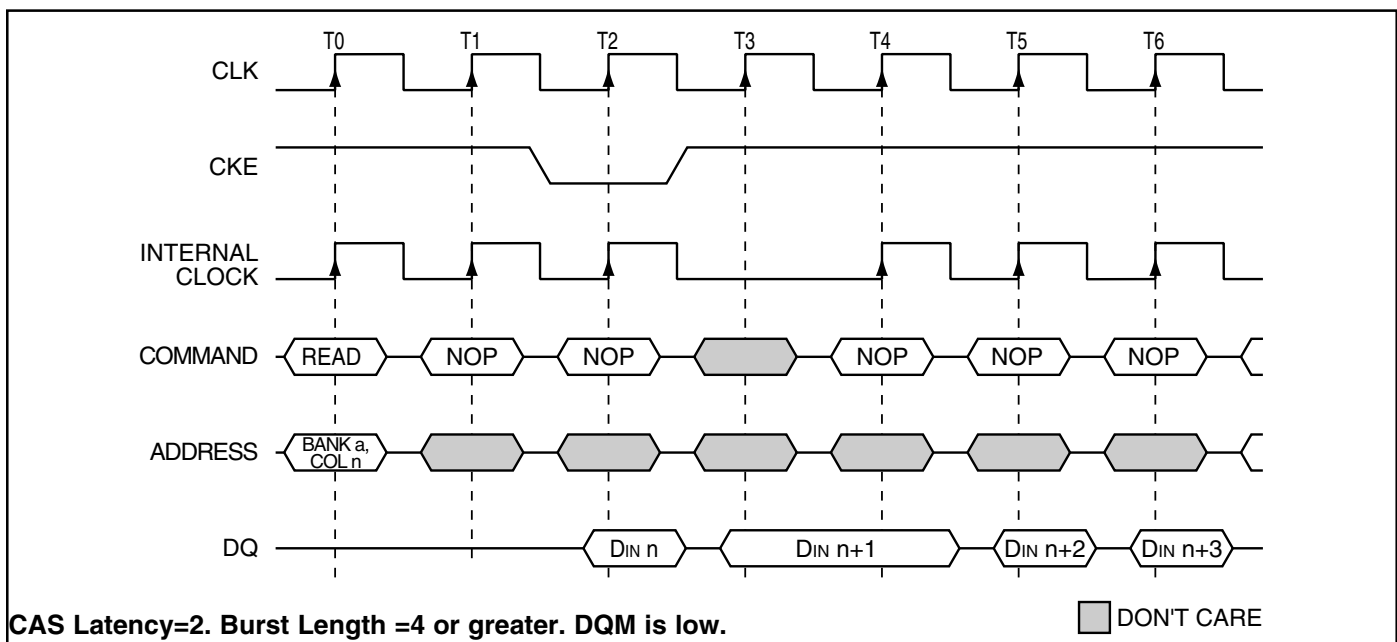 T0 T1 T2 T3 T4 T5 T6
CLK
CKE
INTERNAL
CLOCK
COMMAND READ NOP NOP NOP NOP NOP
ADDRESS BANK a,
COL n
DQ DIN n DIN n+1 DIN n+2 DIN n+3
CAS Latency=2. Burst Length =4 or greater. DQM is low.
DON'T CARE